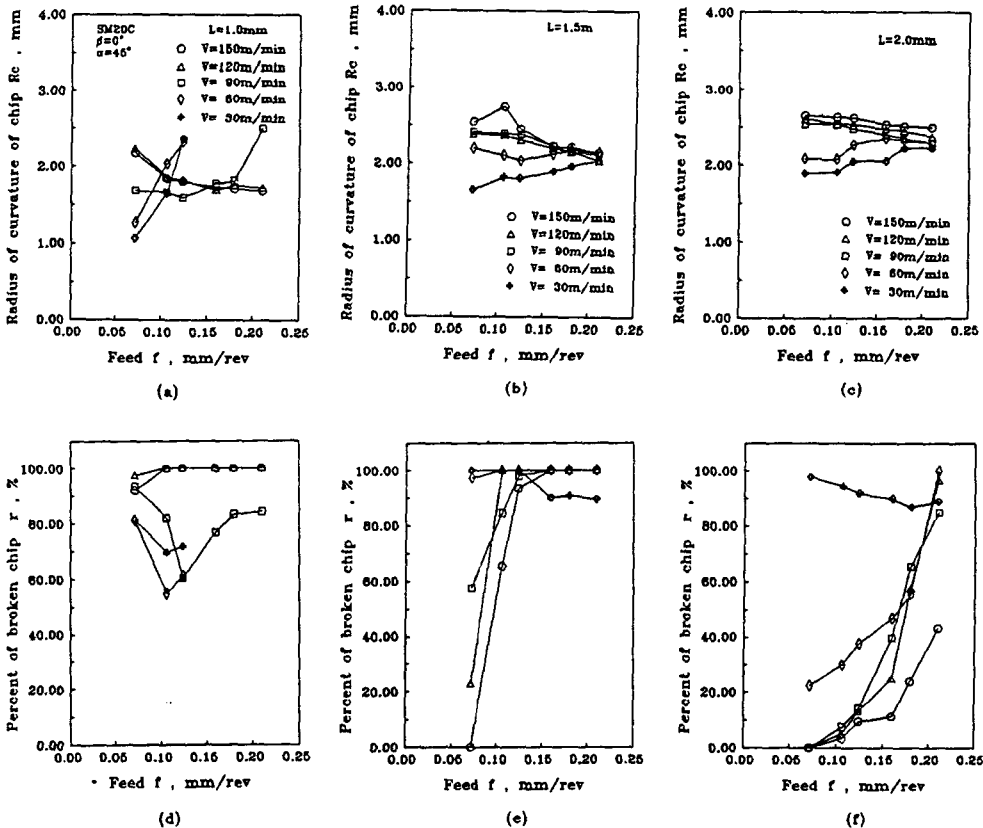 Radius of curvature of chip Rc , mm
4.00
3.00
2.00
1.00
0.00
SM20C
β=0°
α=45°
L=1.0mm
V=150m/min
V=120m/min
V= 90m/min
V= 60m/min
V= 30m/min
0.00 0.05 0.10 0.15 0.20 0.25
Feed f , mm/rev
(a)
Radius of curvature of chip Rc , mm
4.00
3.00
2.00
1.00
0.00
L=1.5m
V=150m/min
V=120m/min
V= 90m/min
V= 60m/min
V= 30m/min
0.00 0.05 0.10 0.15 0.20 0.25
Feed f , mm/rev
(b)
Radius of curvature of chip Rc , mm
4.00
3.00
2.00
1.00
0.00
L=2.0mm
V=150m/min
V=120m/min
V= 90m/min
V= 60m/min
V= 30m/min
0.00 0.05 0.10 0.15 0.20 0.25
Feed f , mm/rev
(c)
Percent of broken chip r , %
100.00
80.00
60.00
40.00
20.00
0.00
0.00 0.05 0.10 0.15 0.20 0.25
Feed f , mm/rev
(d)
Percent of broken chip r , %
100.00
80.00
60.00
40.00
20.00
0.00
0.00 0.05 0.10 0.15 0.20 0.25
Feed f , mm/rev
(e)
Percent of broken chip r , %
100.00
80.00
60.00
40.00
20.00
0.00
0.00 0.05 0.10 0.15 0.20 0.25
Feed f , mm/rev
(f)